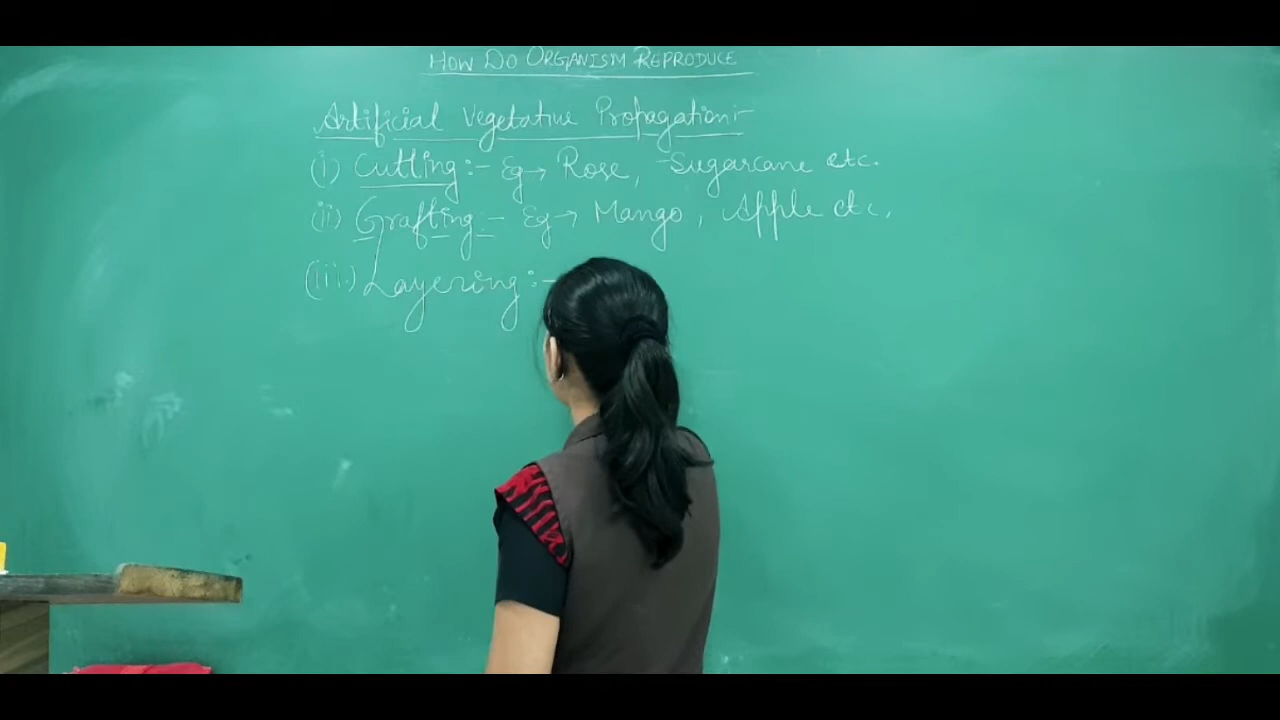 HOW DO ORGANISM REPRODUCE
Artificial Vegetative Propagation:-
(i) Cutting:- Eg→ Rose, Sugarcane etc.
(ii) Grafting:- Eg→ Mango, Apple etc.
(iii) Layering:-